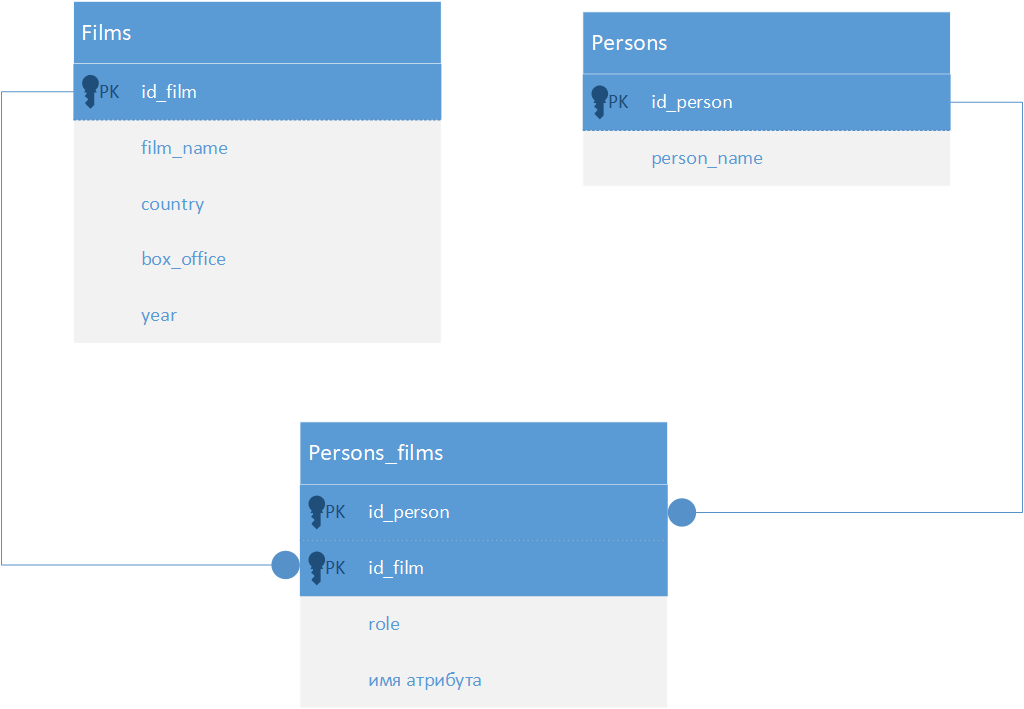 Films
PK id_film
film_name
country
box_office
year
Persons
PK id_person
person_name
Persons_films
PK id_person
PK id_film
role
имя атрибута